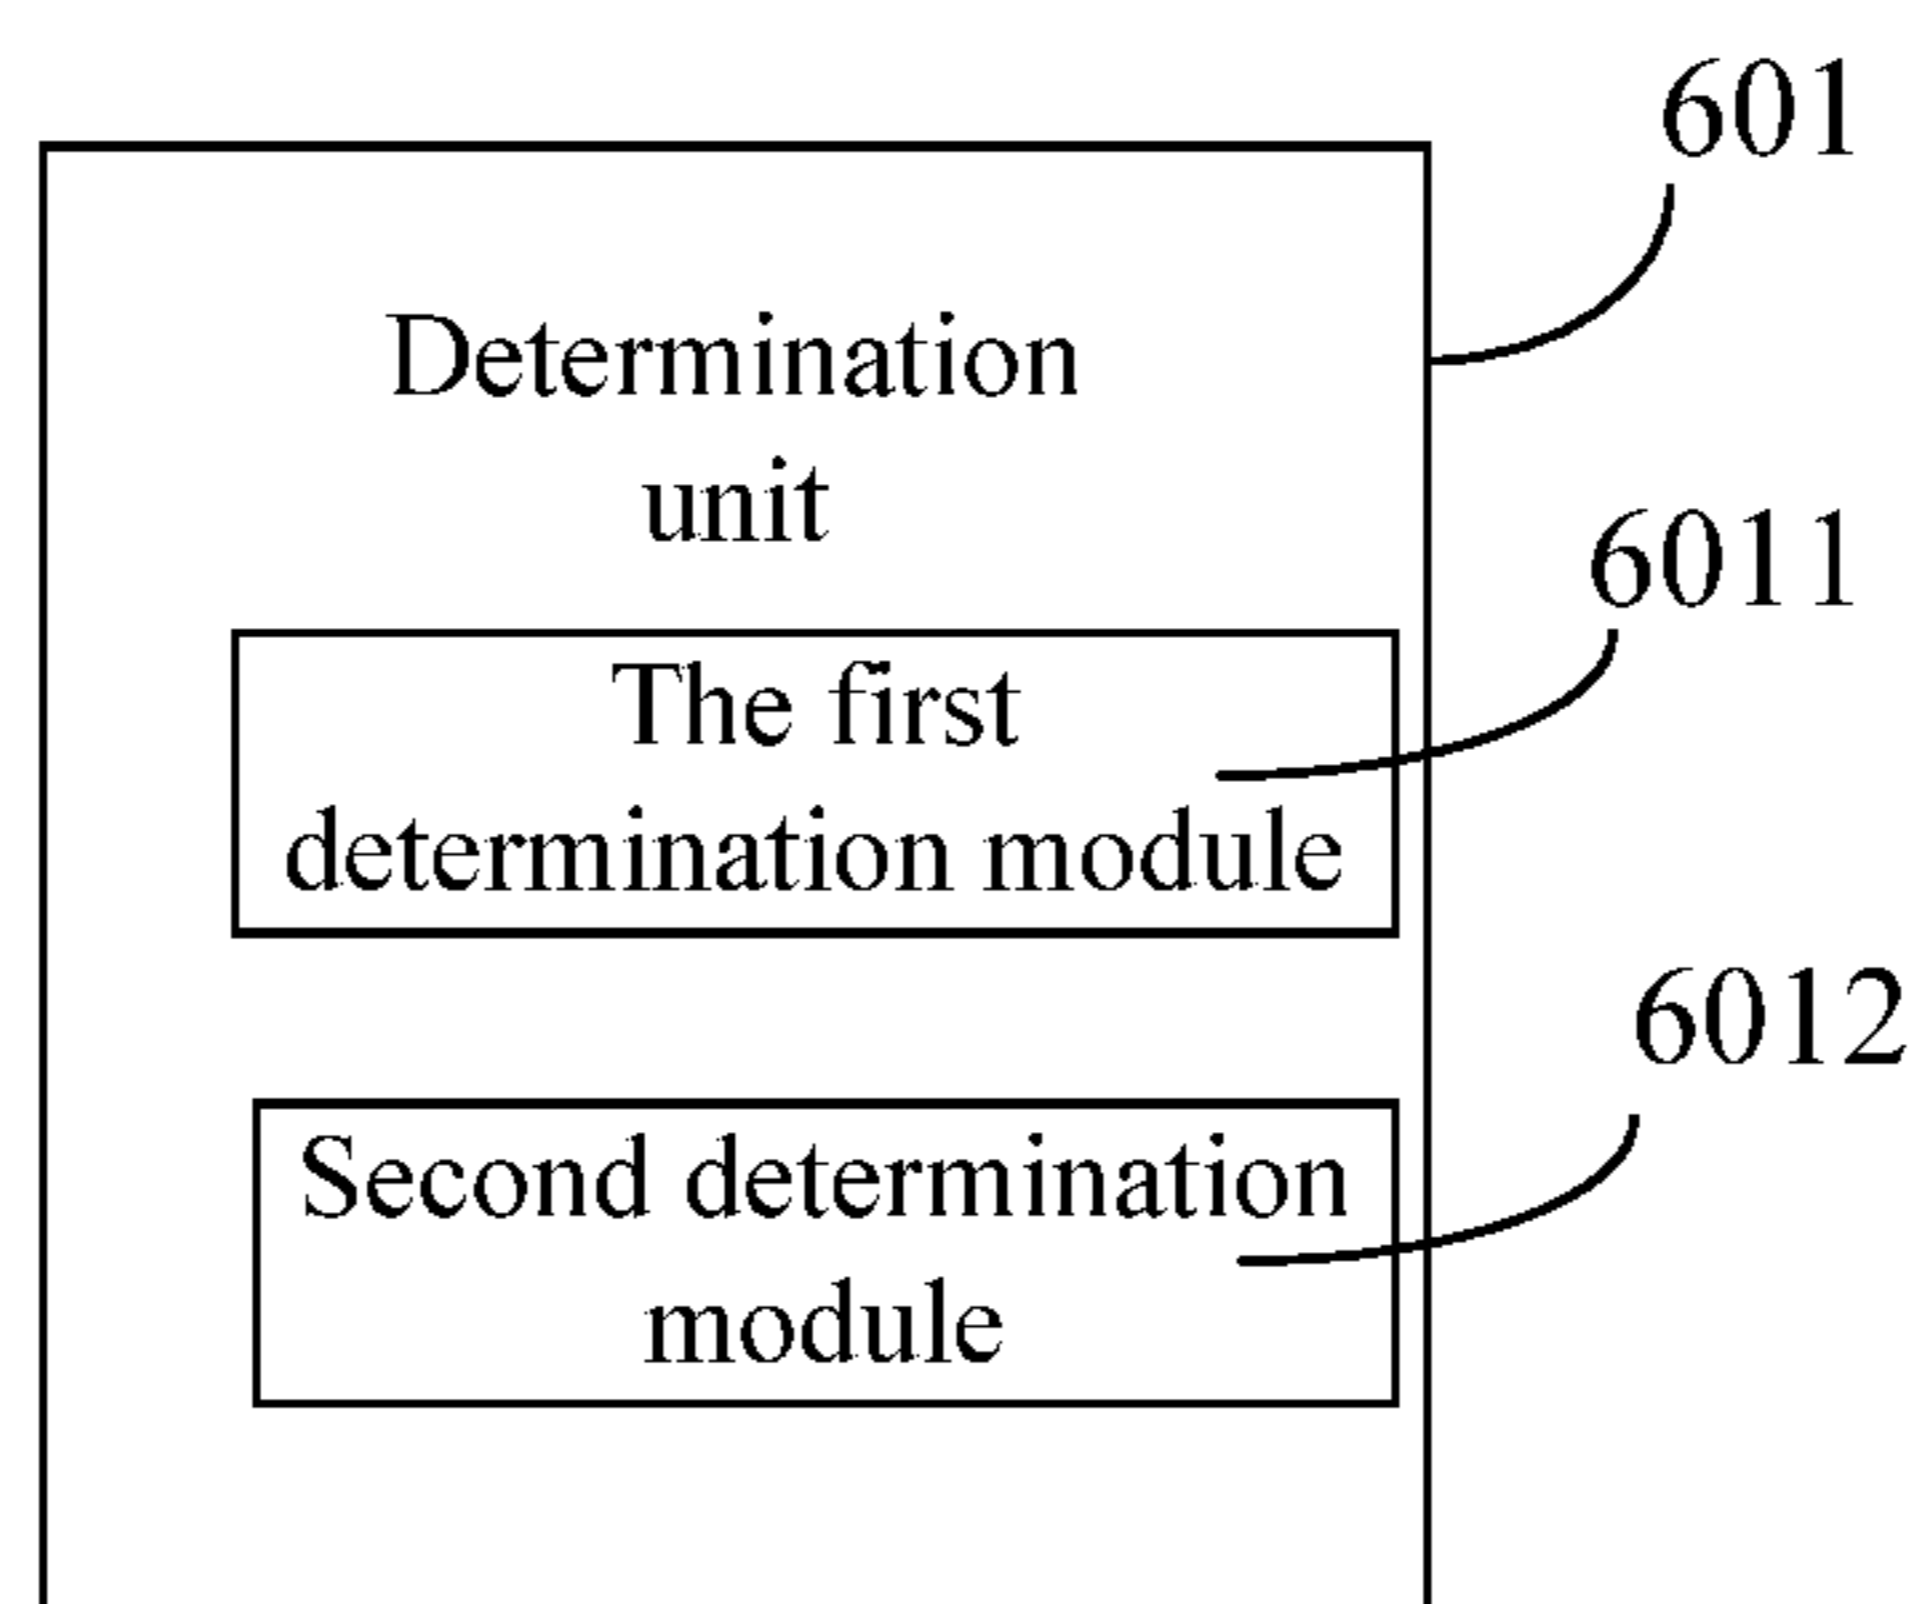 601
Determination
unit
6011
The first
determination module
6012
Second determination
module